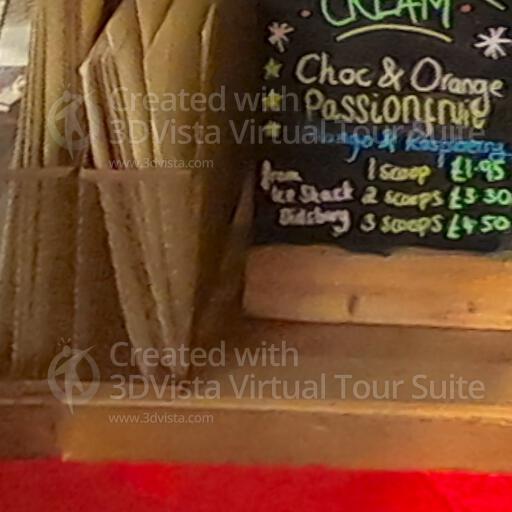 CREAM
Choc & Orange
Passionfruit
Mango & Raspberry
from 1 scoop £1.95
Ice Shack 2 scoops £3.30
Didsbury 3 scoops £4.50
Created with
3DVista Virtual Tour Suite
www.3dvista.com
Created with
3DVista Virtual Tour Suite
www.3dvista.com